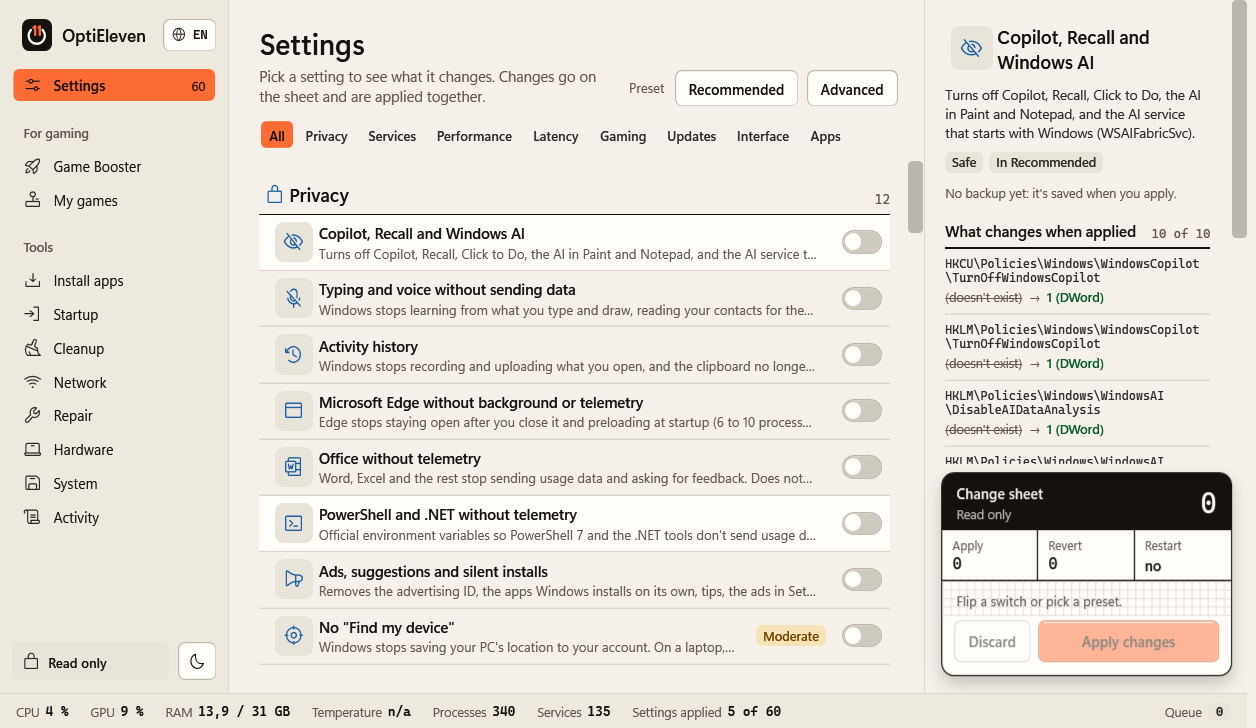 OptiEleven
EN
Settings 60
For gaming
Game Booster
My games
Tools
Install apps
Startup
Cleanup
Network
Repair
Hardware
System
Activity
Read only
Settings
Pick a setting to see what it changes. Changes go on
the sheet and are applied together.
Preset Recommended Advanced
All Privacy Services Performance Latency Gaming Updates Interface Apps
Privacy 12
Copilot, Recall and Windows AI
Turns off Copilot, Recall, Click to Do, the AI in Paint and Notepad, and the AI service t...
Typing and voice without sending data
Windows stops learning from what you type and draw, reading your contacts for the...
Activity history
Windows stops recording and uploading what you open, and the clipboard no longe...
Microsoft Edge without background or telemetry
Edge stops staying open after you close it and preloading at startup (6 to 10 process...
Office without telemetry
Word, Excel and the rest stop sending usage data and asking for feedback. Does not...
PowerShell and .NET without telemetry
Official environment variables so PowerShell 7 and the .NET tools don't send usage d...
Ads, suggestions and silent installs
Removes the advertising ID, the apps Windows installs on its own, tips, the ads in Set...
No "Find my device"
Windows stops saving your PC's location to your account. On a laptop,...
Moderate
Copilot, Recall and
Windows AI
Turns off Copilot, Recall, Click to Do, the AI
in Paint and Notepad, and the AI service
that starts with Windows (WSAIFabricSvc).
Safe In Recommended
No backup yet: it's saved when you apply.
What changes when applied 10 of 10
HKCU\Policies\Windows\WindowsCopilot
\TurnOffWindowsCopilot
(doesn't exist) → 1 (DWord)
HKLM\Policies\Windows\WindowsCopilot
\TurnOffWindowsCopilot
(doesn't exist) → 1 (DWord)
HKLM\Policies\Windows\WindowsAI
\DisableAIDataAnalysis
(doesn't exist) → 1 (DWord)
HKLM\Policies\Windows\WindowsAI
Change sheet 0
Read only
Apply Revert Restart
0 0 no
Flip a switch or pick a preset.
Discard Apply changes
CPU 4 % GPU 9 % RAM 13,9 / 31 GB Temperature n/a Processes 340 Services 135 Settings applied 5 of 60 Queue 0